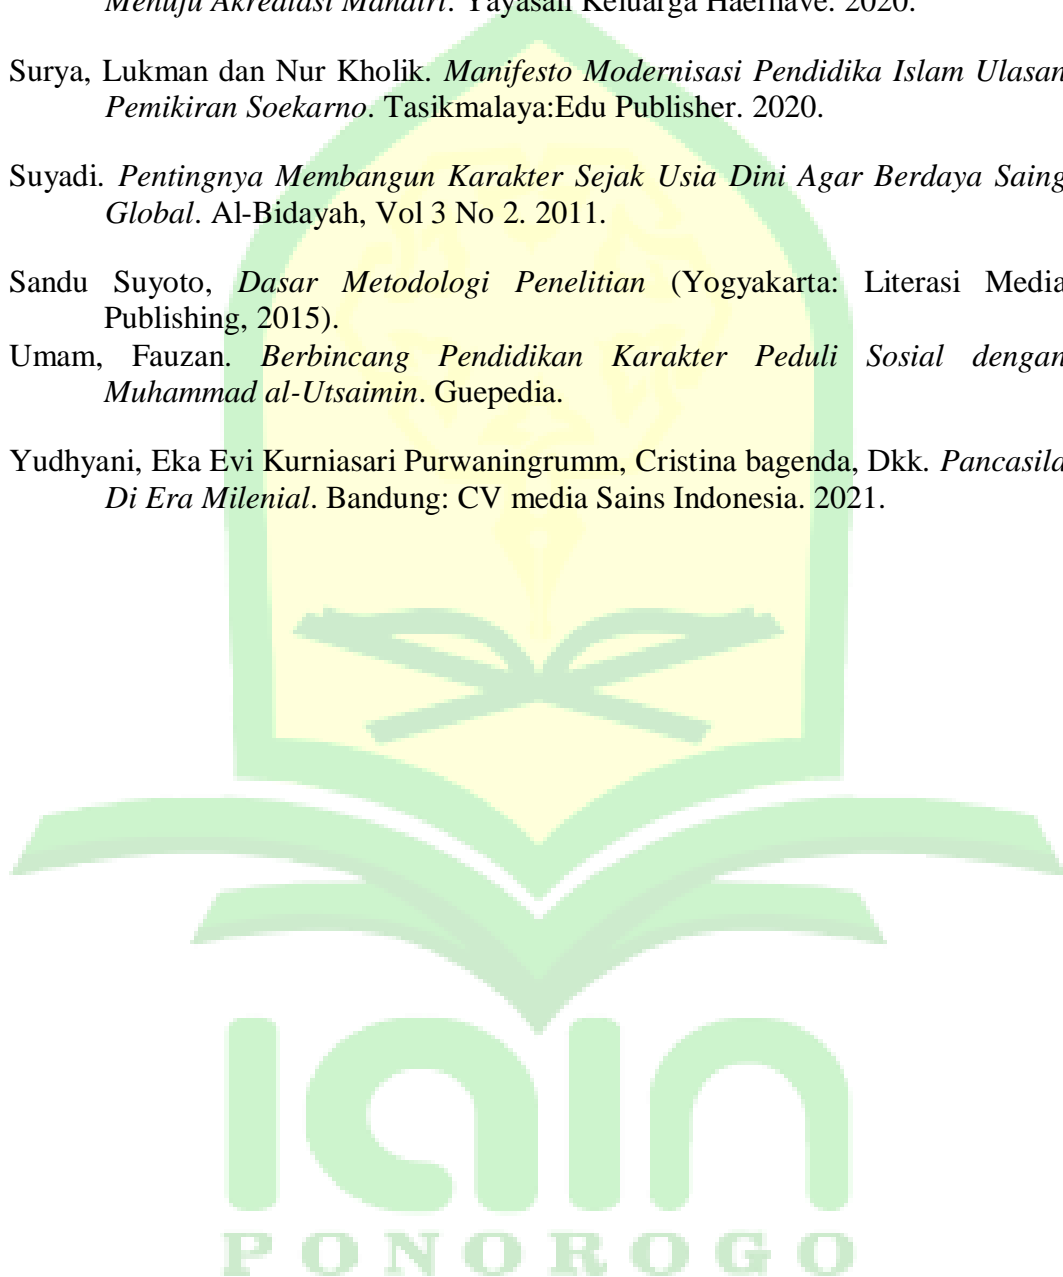 Menuju Akrediasi Mandiri. Yayasan Keluarga Haernave. 2020.
Surya, Lukman dan Nur Kholik. Manifesto Modernisasi Pendidika Islam Ulasan
Pemikiran Soekarno. Tasikmalaya:Edu Publisher. 2020.
Suyadi. Pentingnya Membangun Karakter Sejak Usia Dini Agar Berdaya Saing
Global. Al-Bidayah, Vol 3 No 2. 2011.
Sandu Suyoto, Dasar Metodologi Penelitian (Yogyakarta: Literasi Media
Publishing, 2015).
Umam, Fauzan. Berbincang Pendidikan Karakter Peduli Sosial dengan
Muhammad al-Utsaimin. Guepedia.
Yudhyani, Eka Evi Kurniasari Purwaningrumm, Cristina bagenda, Dkk. Pancasila
Di Era Milenial. Bandung: CV media Sains Indonesia. 2021.
iain
PONOROGO